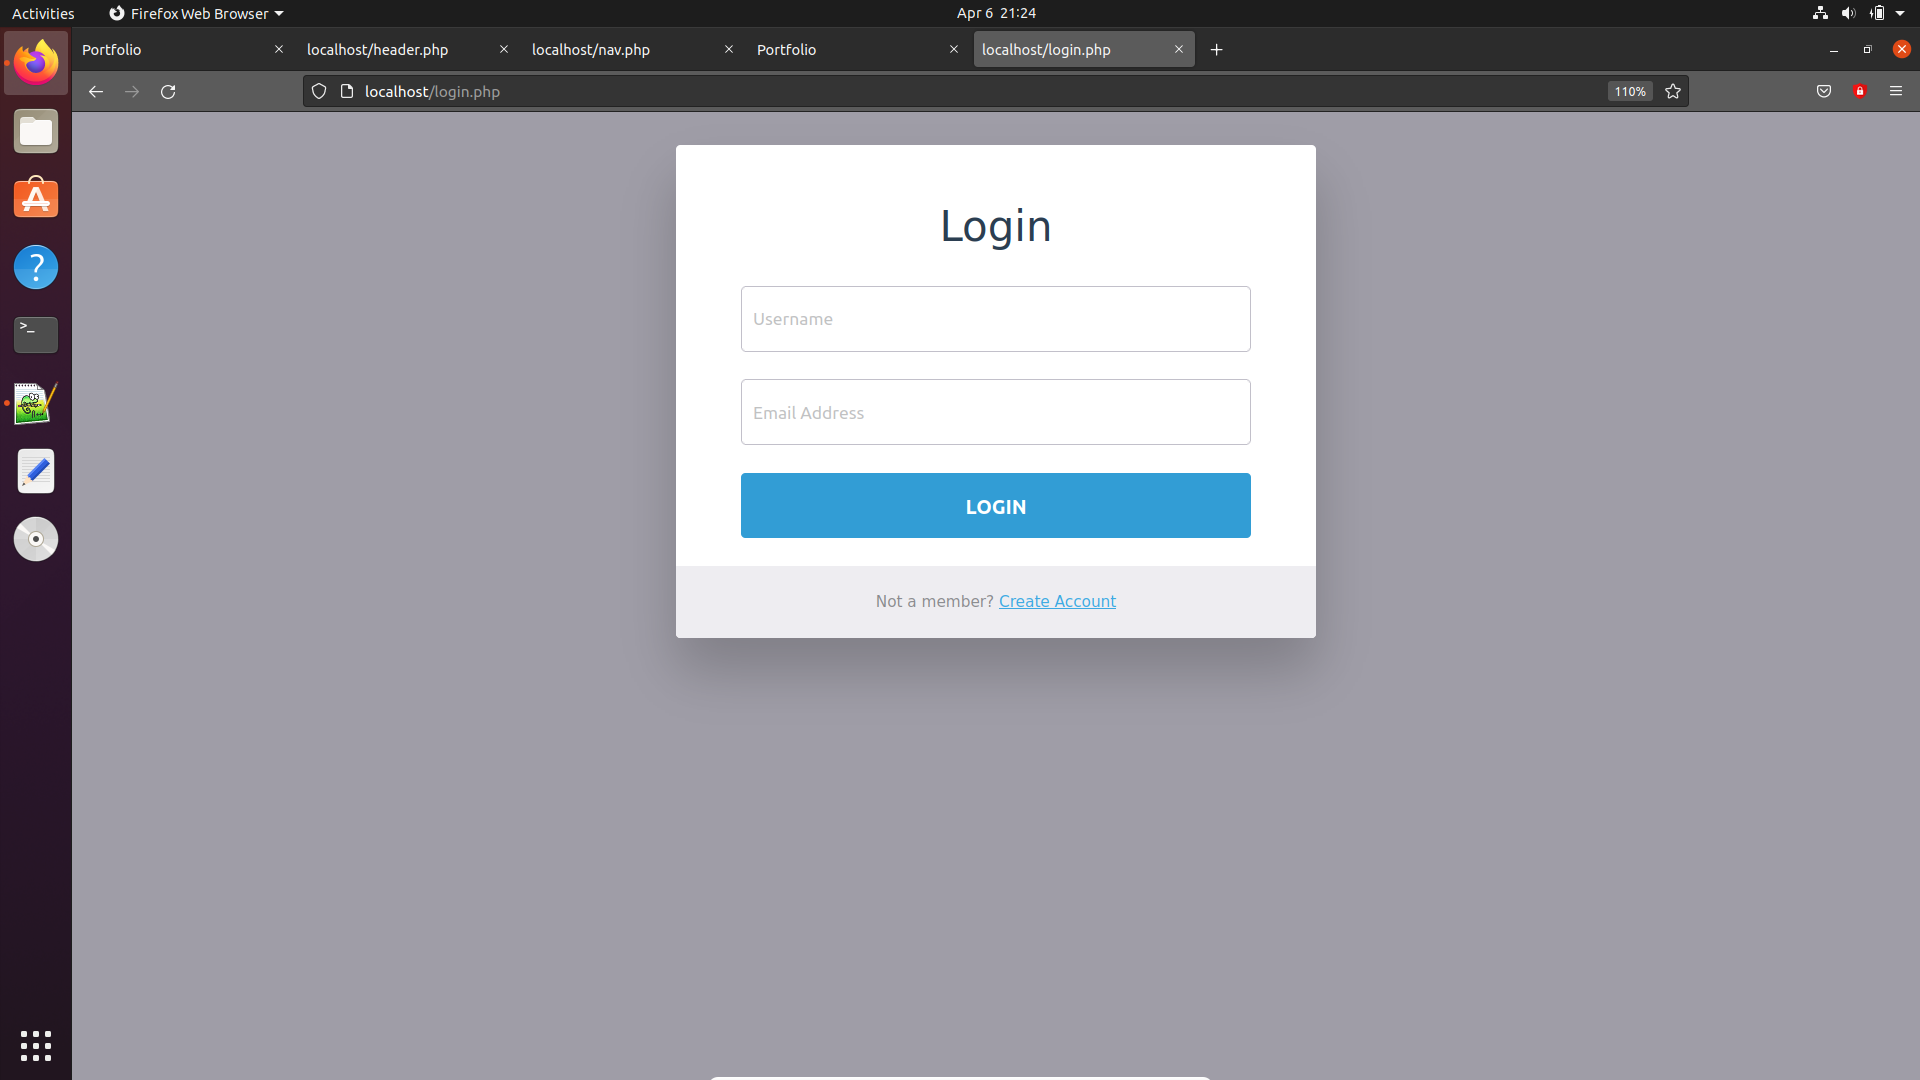 Activities
Firefox Web Browser
Apr 6 21:24
Portfolio
localhost/header.php
localhost/nav.php
Portfolio
localhost/login.php
localhost/login.php
110%
Login
Username
Email Address
LOGIN
Not a member? Create Account